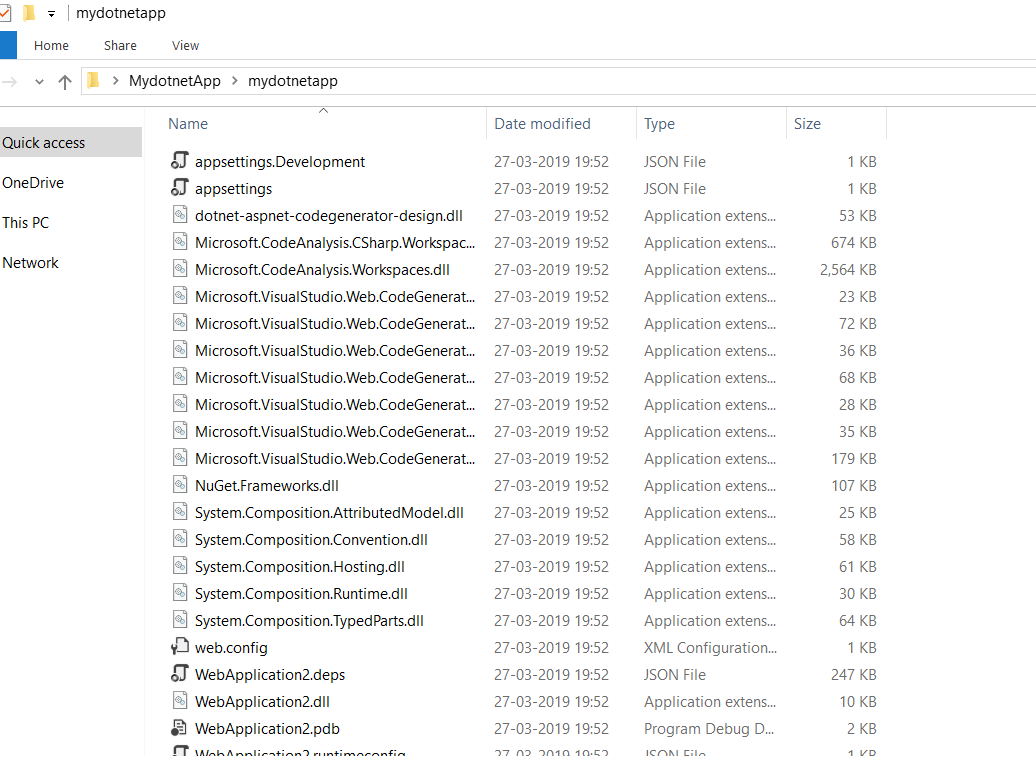 mydotnetapp
Home Share View
MydotnetApp mydotnetapp
Name Date modified Type Size
Quick access
OneDrive
This PC
Network
appsettings.Development 27-03-2019 19:52 JSON File 1 KB
appsettings 27-03-2019 19:52 JSON File 1 KB
dotnet-aspnet-codegenerator-design.dll 27-03-2019 19:52 Application extens... 53 KB
Microsoft.CodeAnalysis.CSharp.Workspac... 27-03-2019 19:52 Application extens... 674 KB
Microsoft.CodeAnalysis.Workspaces.dll 27-03-2019 19:52 Application extens... 2,564 KB
Microsoft.VisualStudio.Web.CodeGenerat... 27-03-2019 19:52 Application extens... 23 KB
Microsoft.VisualStudio.Web.CodeGenerat... 27-03-2019 19:52 Application extens... 72 KB
Microsoft.VisualStudio.Web.CodeGenerat... 27-03-2019 19:52 Application extens... 36 KB
Microsoft.VisualStudio.Web.CodeGenerat... 27-03-2019 19:52 Application extens... 68 KB
Microsoft.VisualStudio.Web.CodeGenerat... 27-03-2019 19:52 Application extens... 28 KB
Microsoft.VisualStudio.Web.CodeGenerat... 27-03-2019 19:52 Application extens... 35 KB
Microsoft.VisualStudio.Web.CodeGenerat... 27-03-2019 19:52 Application extens... 179 KB
NuGet.Frameworks.dll 27-03-2019 19:52 Application extens... 107 KB
System.Composition.AttributedModel.dll 27-03-2019 19:52 Application extens... 25 KB
System.Composition.Convention.dll 27-03-2019 19:52 Application extens... 58 KB
System.Composition.Hosting.dll 27-03-2019 19:52 Application extens... 61 KB
System.Composition.Runtime.dll 27-03-2019 19:52 Application extens... 30 KB
System.Composition.TypedParts.dll 27-03-2019 19:52 Application extens... 64 KB
web.config 27-03-2019 19:52 XML Configuration... 1 KB
WebApplication2.deps 27-03-2019 19:52 JSON File 247 KB
WebApplication2.dll 27-03-2019 19:52 Application extens... 10 KB
WebApplication2.pdb 27-03-2019 19:52 Program Debug D... 2 KB
WebApplication2.runtimeconfig 27-03-2019 19:52 JSON File 1 KB